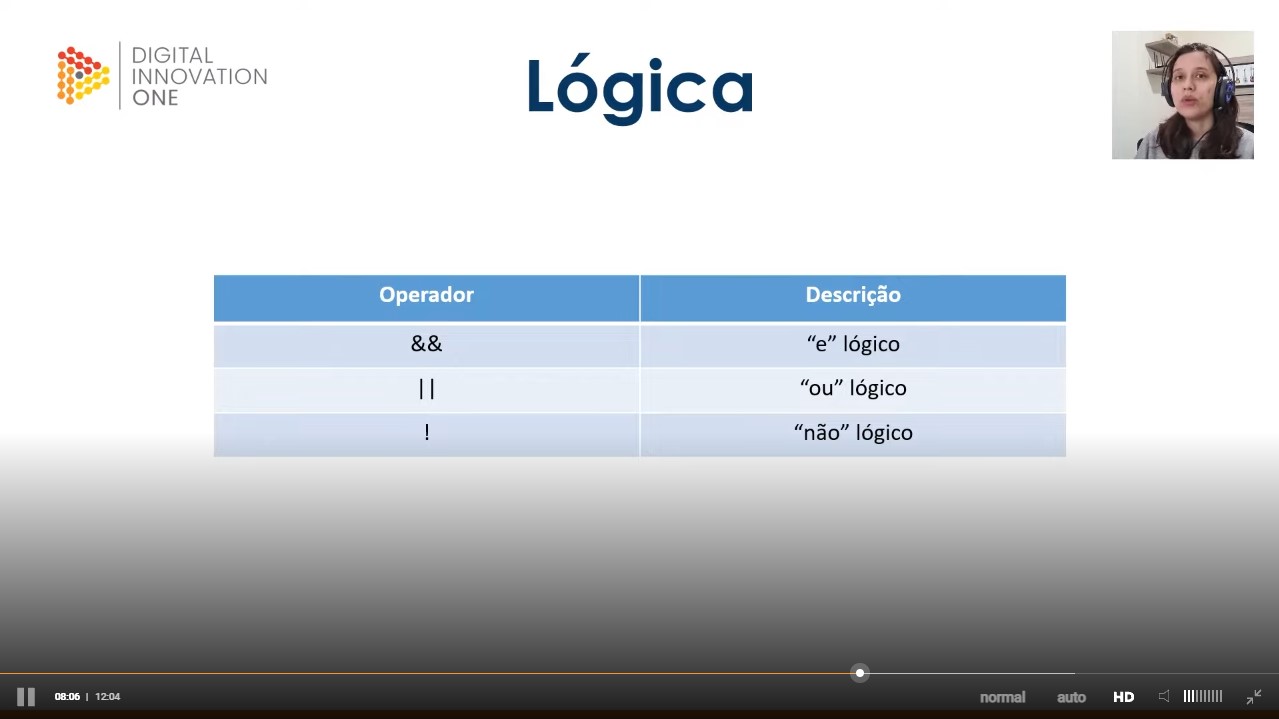 DIGITAL
INNOVATION
ONE
Lógica
Operador Descrição
&& “e” lógico
|| “ou” lógico
! “não” lógico
08:06 | 12:04 normal auto HD